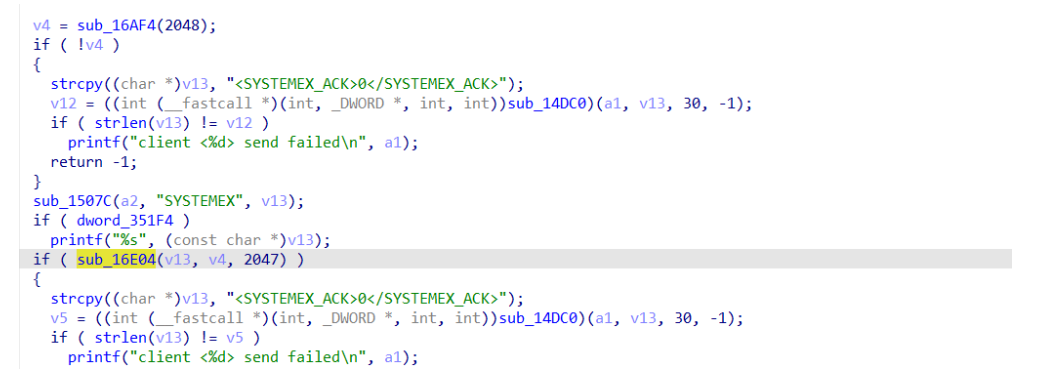 v4 = sub_16AF4(2048);
if ( !v4 )
{
strcpy((char *)v13, "<SYSTEMEX_ACK>0</SYSTEMEX_ACK>");
v12 = ((int (__fastcall *)(int, _DWORD *, int, int))sub_14DC0)(a1, v13, 30, -1);
if ( strlen(v13) != v12 )
printf("client <%d> send failed\n", a1);
return -1;
}
sub_1507C(a2, "SYSTEMEX", v13);
if ( dword_351F4 )
printf("%s", (const char *)v13);
if ( sub_16E04(v13, v4, 2047) )
{
strcpy((char *)v13, "<SYSTEMEX_ACK>0</SYSTEMEX_ACK>");
v5 = ((int (__fastcall *)(int, _DWORD *, int, int))sub_14DC0)(a1, v13, 30, -1);
if ( strlen(v13) != v5 )
printf("client <%d> send failed\n", a1);